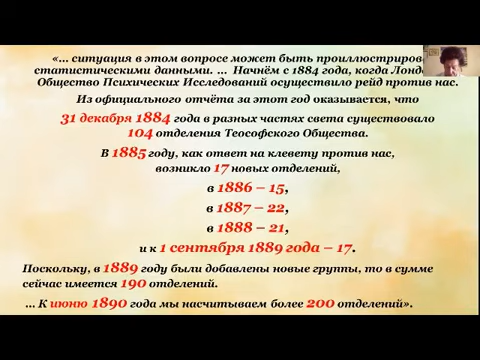 «... ситуация в этом вопросе может быть проиллюстрирова
статистическими данными. ... Начнём с 1884 года, когда Лонд
Общество Психических Исследований осуществило рейд против нас.
Из официального отчёта за этот год оказывается, что
31 декабря 1884 года в разных частях света существовало
104 отделения Теософского Общества.
В 1885 году, как ответ на клевету против нас,
возникло 17 новых отделений,
в 1886 – 15,
в 1887 – 22,
в 1888 – 21,
и к 1 сентября 1889 года – 17.
Поскольку, в 1889 году были добавлены новые группы, то в сумме
сейчас имеется 190 отделений.
... К июню 1890 года мы насчитываем более 200 отделений».